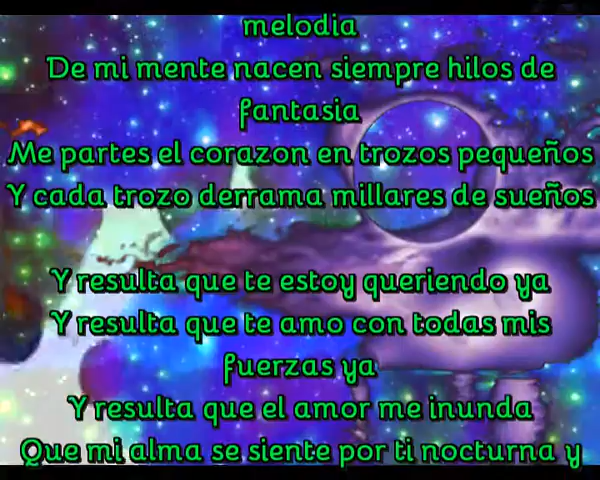 melodia
De mi mente nacen siempre hilos de
fantasia
Me partes el corazon en trozos pequeños
Y cada trozo derrama millares de sueños
Y resulta que te estoy queriendo ya
Y resulta que te amo con todas mis
fuerzas ya
Y resulta que el amor me inunda
Que mi alma se siente por ti nocturna y